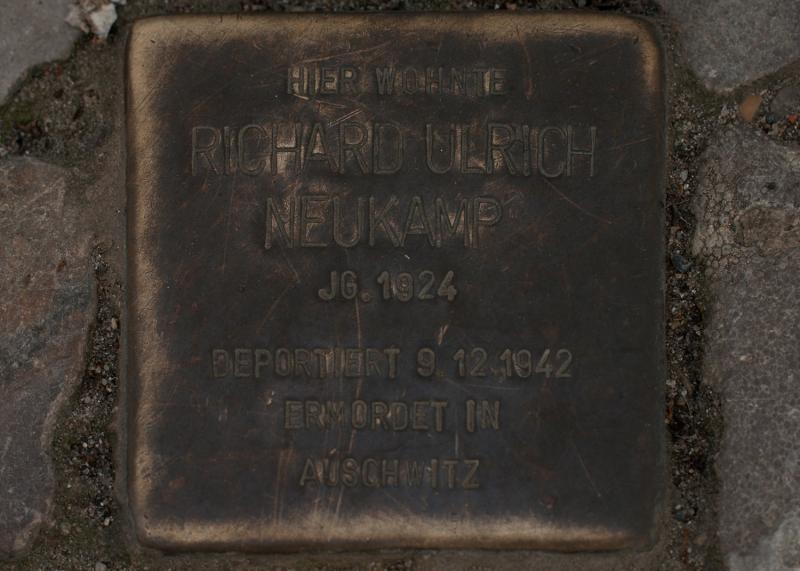 HIER WOHNTE
RICHARD ULRICH
NEUKAMP
JG. 1924
DEPORTIERT 9.12.1942
ERMORDET IN
AUSCHWITZ